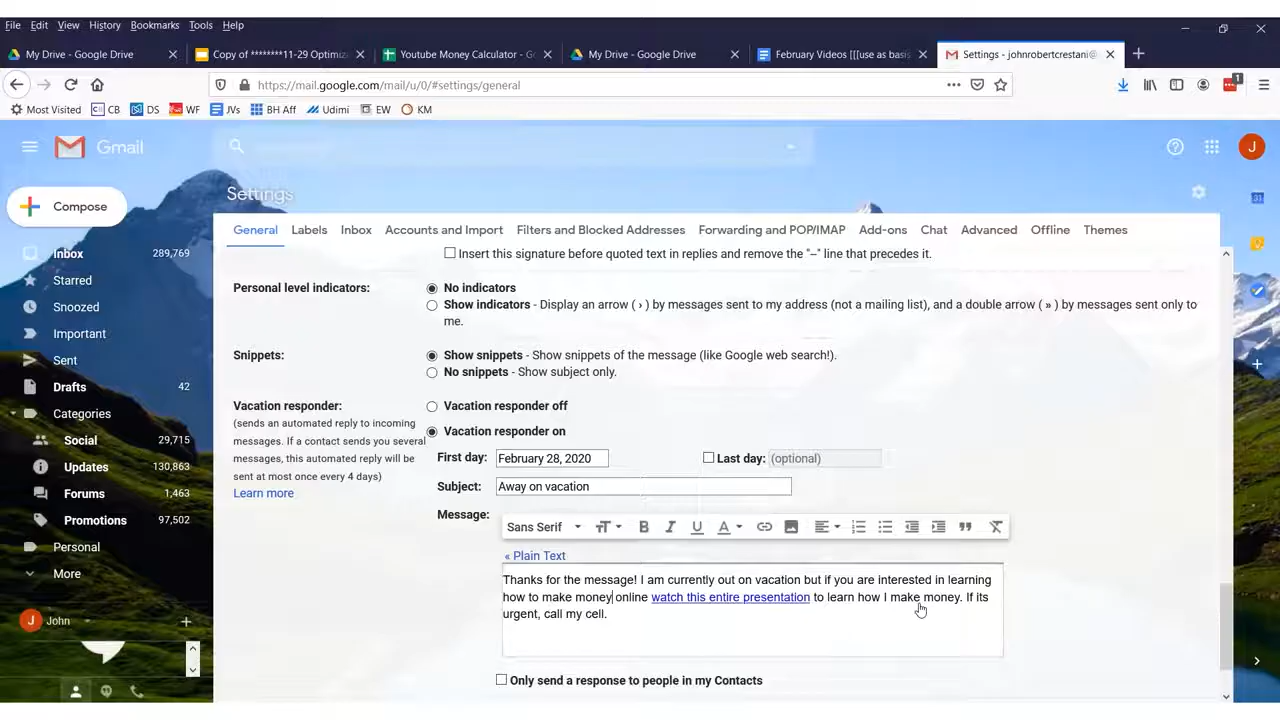 File Edit View History Bookmarks Tools Help
My Drive - Google Drive
Copy of ********11-29 Optimiz
Youtube Money Calculator - G
My Drive - Google Drive
February Videos [[[use as basis
Settings - johnrobertcrestani@
https://mail.google.com/mail/u/0/#settings/general
1
Most Visited CB DS WF JVs BH Aff Udimi EW KM
Gmail
J
Settings
Compose
General Labels Inbox Accounts and Import Filters and Blocked Addresses Forwarding and POP/IMAP Add-ons Chat Advanced Offline Themes
Inbox 289,769
Starred
Snoozed
Important
Sent
Drafts 42
Categories
Social 29,715
Updates 130,863
Forums 1,463
Promotions 97,502
Personal
More
J John
Insert this signature before quoted text in replies and remove the "--" line that precedes it.
Personal level indicators:
No indicators
Show indicators - Display an arrow ( › ) by messages sent to my address (not a mailing list), and a double arrow ( » ) by messages sent only to
me.
Snippets:
Show snippets - Show snippets of the message (like Google web search!).
No snippets - Show subject only.
Vacation responder:
(sends an automated reply to incoming
messages. If a contact sends you several
messages, this automated reply will be
sent at most once every 4 days)
Learn more
Vacation responder off
Vacation responder on
First day: February 28, 2020 Last day: (optional)
Subject: Away on vacation
Message:
Sans Serif
« Plain Text
Thanks for the message! I am currently out on vacation but if you are interested in learning
how to make money online watch this entire presentation to learn how I make money. If its
urgent, call my cell.
Only send a response to people in my Contacts
31